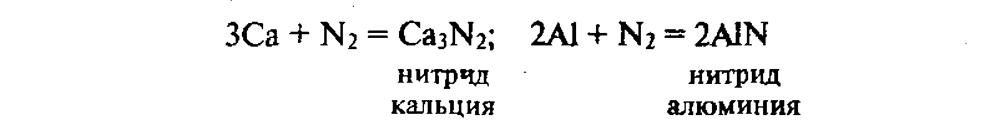 3Ca + N₂ = Ca₃N₂; 2Al + N₂ = 2AlN
нитрид нитрид
кальция алюминия